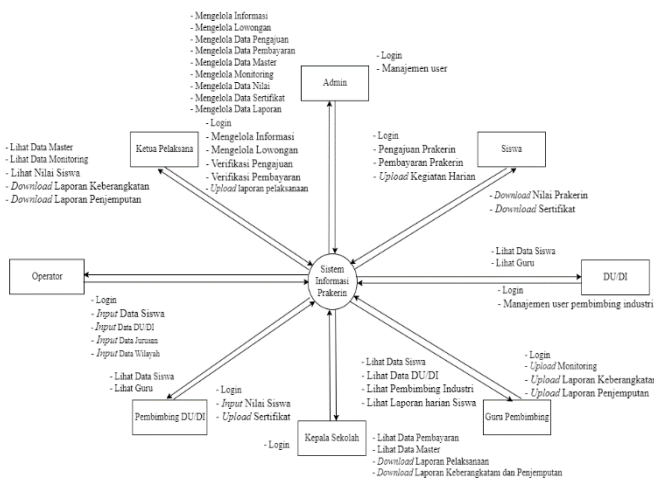 - Mengelola Informasi
- Mengelola Lowongan
- Mengelola Data Pengajuan
- Mengelola Data Pembayaran
- Mengelola Data Master
- Mengelola Monitoring
- Mengelola Data Nilai
- Mengelola Data Sertifikat
- Mengelola Data Laporan
Admin
- Login
- Manajemen user
- Lihat Data Master
- Lihat Data Monitoring
- Lihat Nilai Siswa
- Download Laporan Keberangkatan
- Download Laporan Penjemputan
Ketua Pelaksana
- Login
- Mengelola Informasi
- Mengelola Lowongan
- Verifikasi Pengajuan
- Verifikasi Pembayaran
- Upload laporan pelaksanaan
- Login
- Pengajuan Prakerin
- Pembayaran Prakerin
- Upload Kegiatan Harian
Siswa
- Download Nilai Prakerin
- Download Sertifikat
Operator
- Login
- Input Data Siswa
- Input Data DU/DI
- Input Data Jurusan
- Input Data Wilayah
Sistem
Informasi
Prakerin
- Lihat Data Siswa
- Lihat Guru
DU/DI
- Login
- Manajemen user pembimbing industri
- Lihat Data Siswa
- Lihat Guru
Pembimbing DU/DI
- Login
- Input Nilai Siswa
- Upload Sertifikat
- Login
Kepala Sekolah
- Lihat Data Pembayaran
- Lihat Data Master
- Download Laporan Pelaksanaan
- Download Laporan Keberangkatam dan Penjemputan
- Lihat Data Siswa
- Lihat Data DU/DI
- Lihat Pembimbing Industri
- Lihat Laporan harian Siswa
Guru Pembimbing
- Login
- Upload Monitoring
- Upload Laporan Keberangkatan
- Upload Laporan Penjemputan